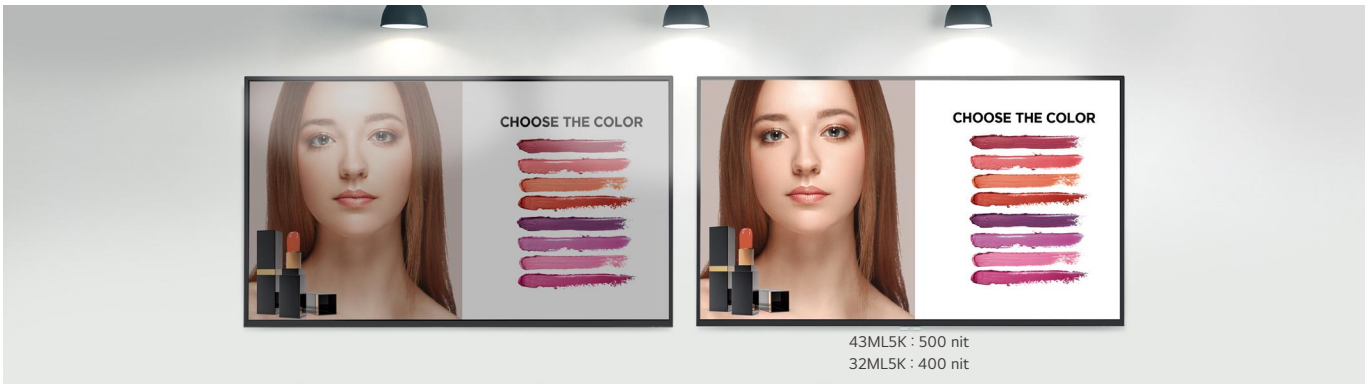 CHOOSE THE COLOR
CHOOSE THE COLOR
43ML5K : 500 nit
32ML5K : 400 nit